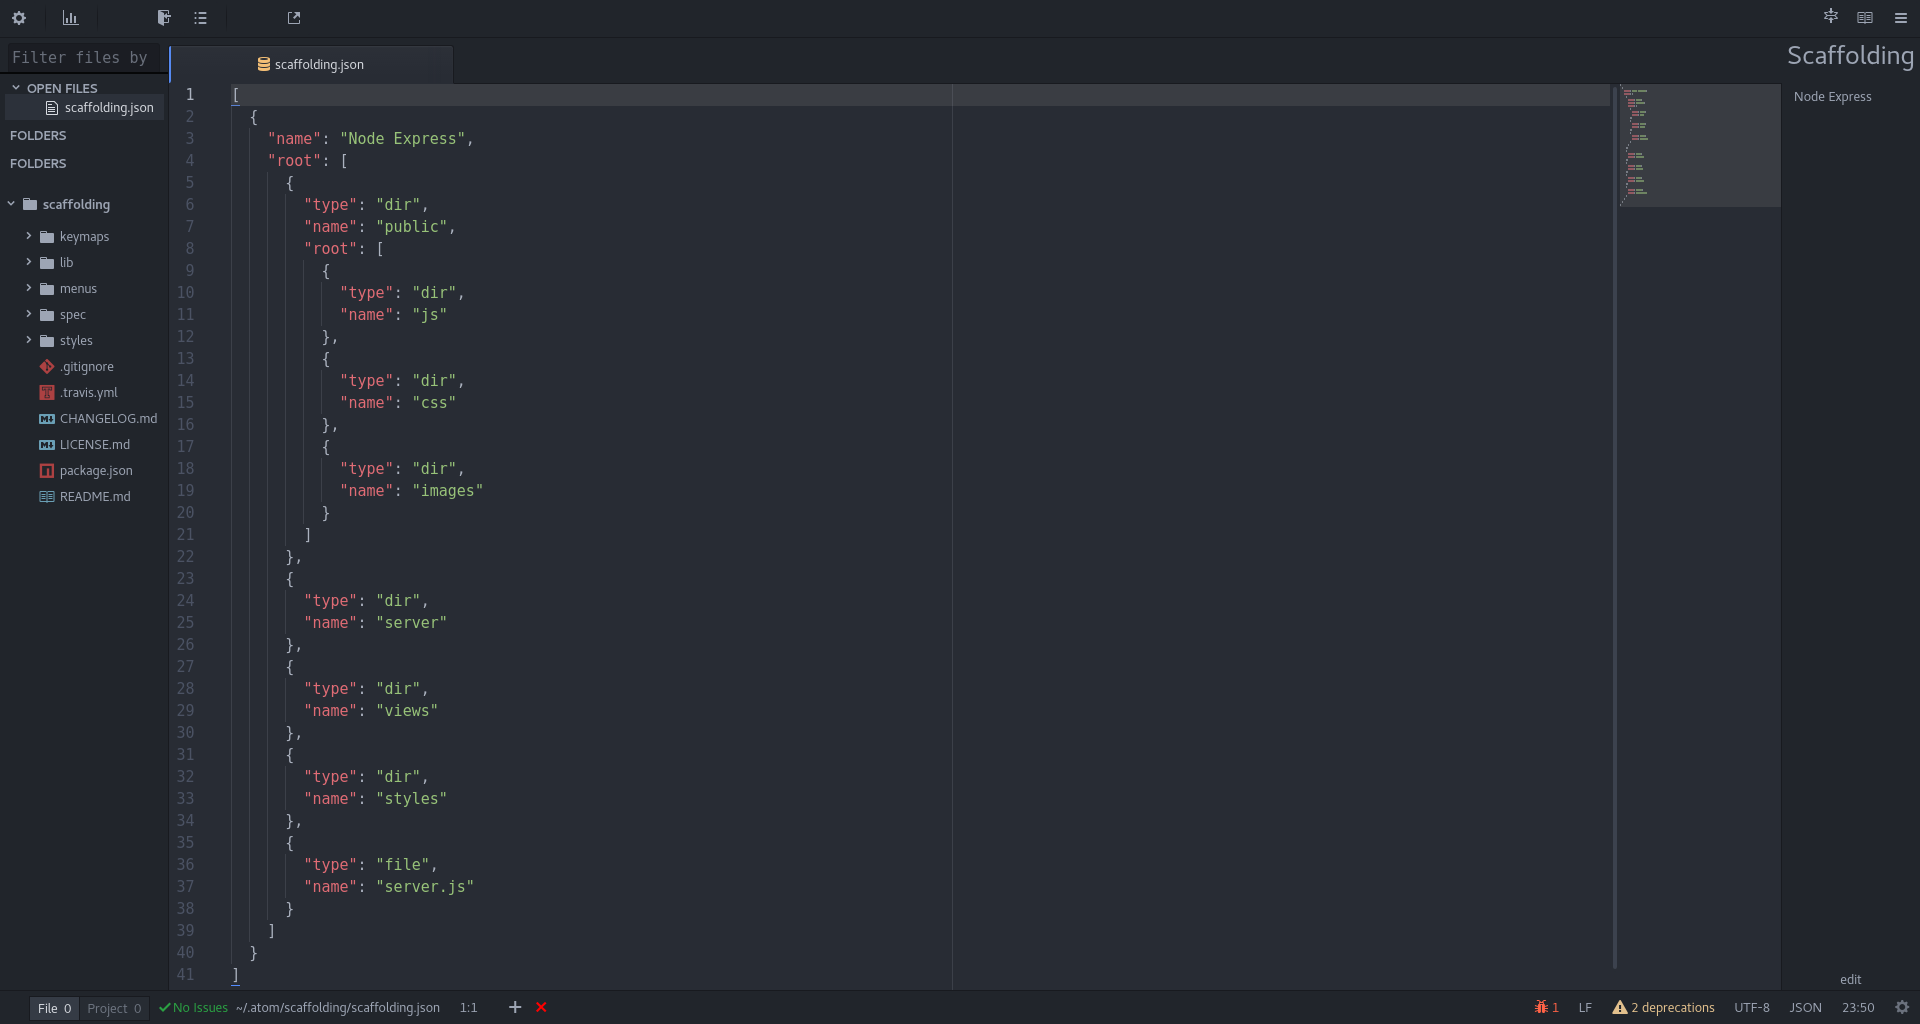 Filter files by
OPEN FILES
scaffolding.json
FOLDERS
FOLDERS
scaffolding
keymaps
lib
menus
spec
styles
.gitignore
.travis.yml
CHANGELOG.md
LICENSE.md
package.json
README.md
scaffolding.json
1 [
2 {
3 "name": "Node Express",
4 "root": [
5 {
6 "type": "dir",
7 "name": "public",
8 "root": [
9 {
10 "type": "dir",
11 "name": "js"
12 },
13 {
14 "type": "dir",
15 "name": "css"
16 },
17 {
18 "type": "dir",
19 "name": "images"
20 }
21 ]
22 },
23 {
24 "type": "dir",
25 "name": "server"
26 },
27 {
28 "type": "dir",
29 "name": "views"
30 },
31 {
32 "type": "dir",
33 "name": "styles"
34 },
35 {
36 "type": "file",
37 "name": "server.js"
38 }
39 ]
40 }
41 ]
Scaffolding
Node Express
edit
File 0 Project 0 No Issues ~/.atom/scaffolding/scaffolding.json 1:1 1 LF 2 deprecations UTF-8 JSON 23:50